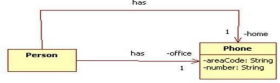 has
1 -home
Person
has -office
1
Phone
-areaCode: String
-number: String